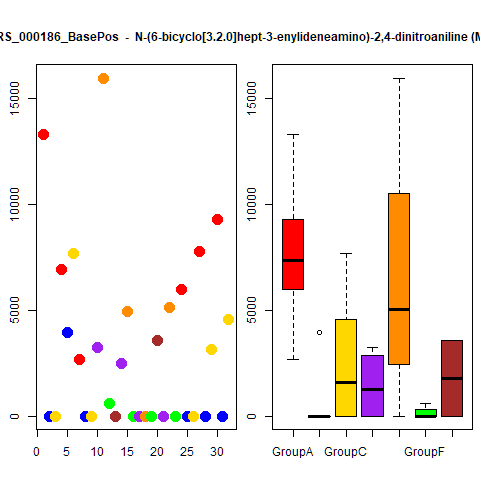 RS_000186_BasePos - N-(6-bicyclo[3.2.0]hept-3-enylideneamino)-2,4-dinitroaniline (M
15000
10000
5000
0
0 5 10 15 20 25 30
15000
10000
5000
0
GroupA GroupC GroupF